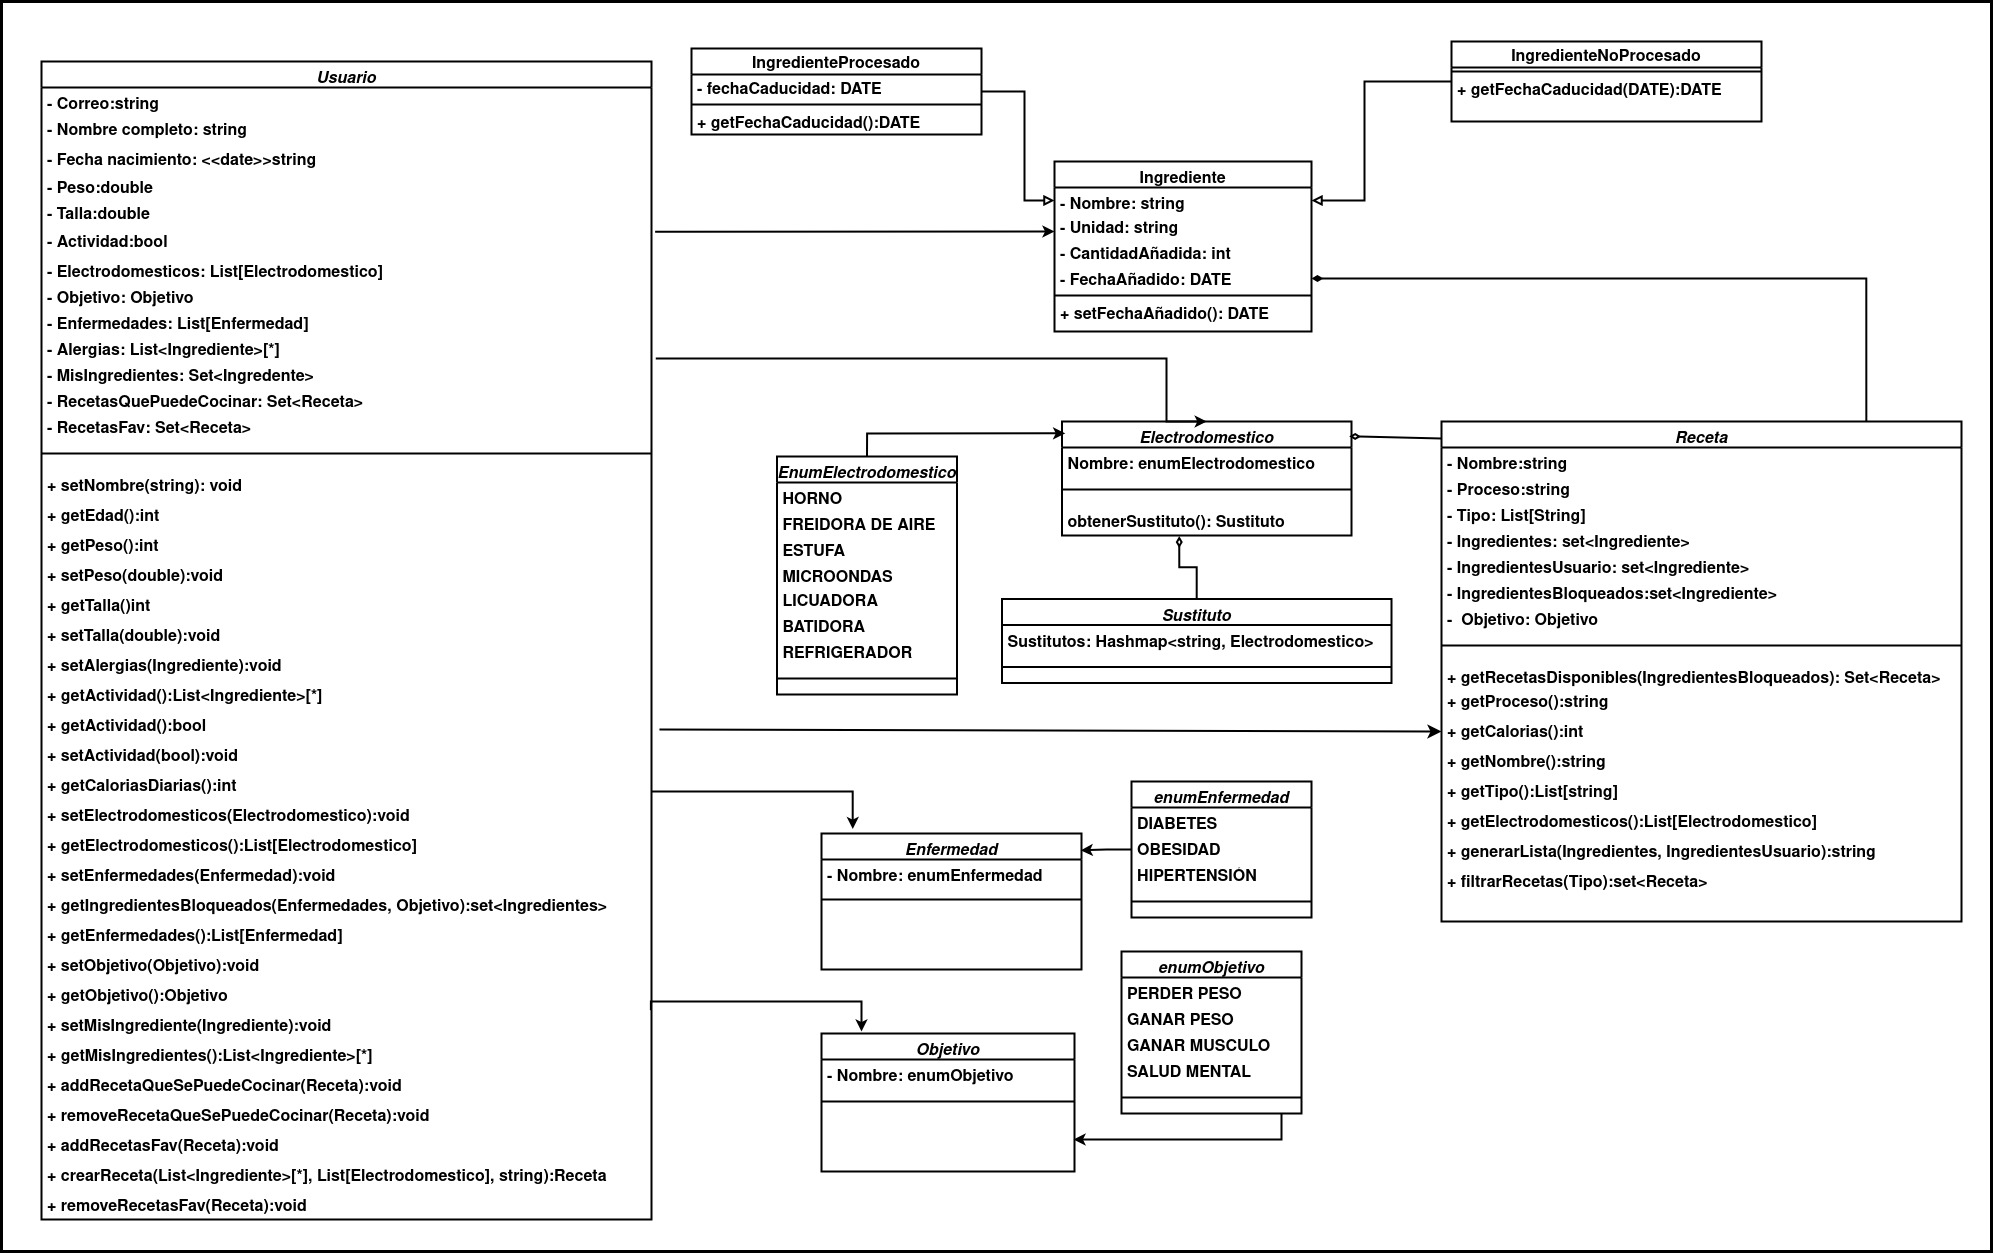 Usuario
- Correo:string
- Nombre completo: string
- Fecha nacimiento: <<date>>string
- Peso:double
- Talla:double
- Actividad:bool
- Electrodomesticos: List[Electrodomestico]
- Objetivo: Objetivo
- Enfermedades: List[Enfermedad]
- Alergias: List<Ingrediente>[*]
- MisIngredientes: Set<Ingredente>
- RecetasQuePuedeCocinar: Set<Receta>
- RecetasFav: Set<Receta>
+ setNombre(string): void
+ getEdad():int
+ getPeso():int
+ setPeso(double):void
+ getTalla()int
+ setTalla(double):void
+ setAlergias(Ingrediente):void
+ getActividad():List<Ingrediente>[*]
+ getActividad():bool
+ setActividad(bool):void
+ getCaloriasDiarias():int
+ setElectrodomesticos(Electrodomestico):void
+ getElectrodomesticos():List[Electrodomestico]
+ setEnfermedades(Enfermedad):void
+ getIngredientesBloqueados(Enfermedades, Objetivo):set<Ingredientes>
+ getEnfermedades():List[Enfermedad]
+ setObjetivo(Objetivo):void
+ getObjetivo():Objetivo
+ setMisIngrediente(Ingrediente):void
+ getMisIngredientes():List<Ingrediente>[*]
+ addRecetaQueSePuedeCocinar(Receta):void
+ removeRecetaQueSePuedeCocinar(Receta):void
+ addRecetasFav(Receta):void
+ crearReceta(List<Ingrediente>[*], List[Electrodomestico], string):Receta
+ removeRecetasFav(Receta):void
IngredienteProcesado
- fechaCaducidad: DATE
+ getFechaCaducidad():DATE
IngredienteNoProcesado
+ getFechaCaducidad(DATE):DATE
Ingrediente
- Nombre: string
- Unidad: string
- CantidadAñadida: int
- FechaAñadido: DATE
+ setFechaAñadido(): DATE
Electrodomestico
Nombre: enumElectrodomestico
obtenerSustituto(): Sustituto
EnumElectrodomestico
HORNO
FREIDORA DE AIRE
ESTUFA
MICROONDAS
LICUADORA
BATIDORA
REFRIGERADOR
Sustituto
Sustitutos: Hashmap<string, Electrodomestico>
Receta
- Nombre:string
- Proceso:string
- Tipo: List[String]
- Ingredientes: set<Ingrediente>
- IngredientesUsuario: set<Ingrediente>
- IngredientesBloqueados:set<Ingrediente>
- Objetivo: Objetivo
+ getRecetasDisponibles(IngredientesBloqueados): Set<Receta>
+ getProceso():string
+ getCalorias():int
+ getNombre():string
+ getTipo():List[string]
+ getElectrodomesticos():List[Electrodomestico]
+ generarLista(Ingredientes, IngredientesUsuario):string
+ filtrarRecetas(Tipo):set<Receta>
Enfermedad
- Nombre: enumEnfermedad
enumEnfermedad
DIABETES
OBESIDAD
HIPERTENSIÓN
Objetivo
- Nombre: enumObjetivo
enumObjetivo
PERDER PESO
GANAR PESO
GANAR MUSCULO
SALUD MENTAL